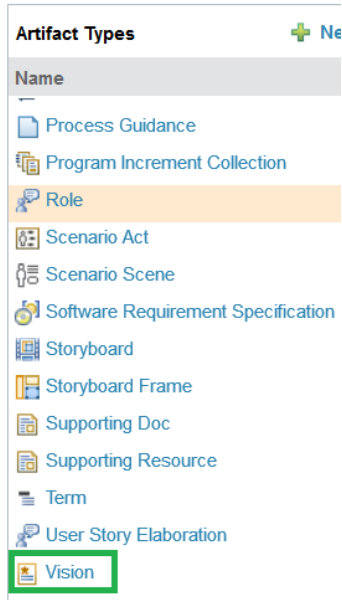 Artifact Types Ne
Name
Process Guidance
Program Increment Collection
Role
Scenario Act
Scenario Scene
Software Requirement Specification
Storyboard
Storyboard Frame
Supporting Doc
Supporting Resource
Term
User Story Elaboration
Vision